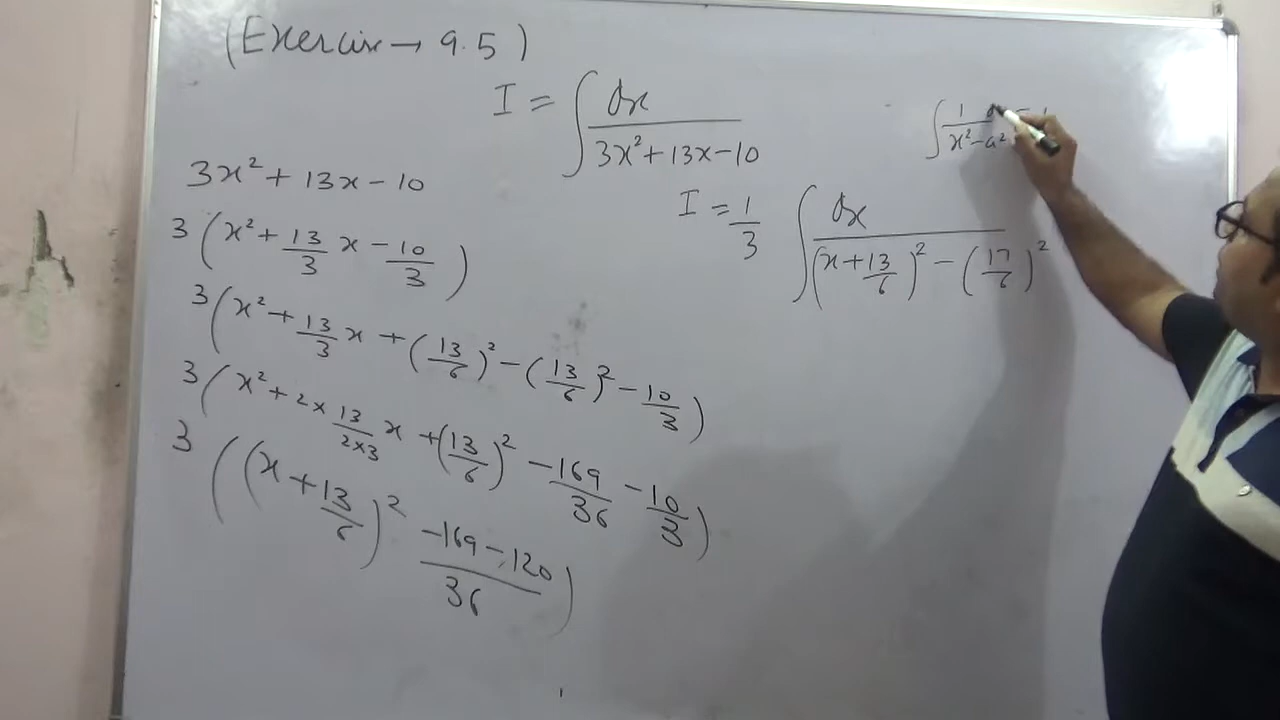 (Exercise → 9.5)
I = ∫ dx / (3x² + 13x − 10)
3x² + 13x − 10
3 (x² + 13/3 x − 10/3)
3 (x² + 13/3 x + (13/6)² − (13/6)² − 10/3)
3 (x² + 2 × 13/(2×3) x + (13/6)² − 169/36 − 10/3)
3 ((x + 13/6)² (−169 − 120)/36)
I = 1/3 ∫ dx / ((x + 13/6)² − (17/6)²)
∫ 1 / (x² − a²)